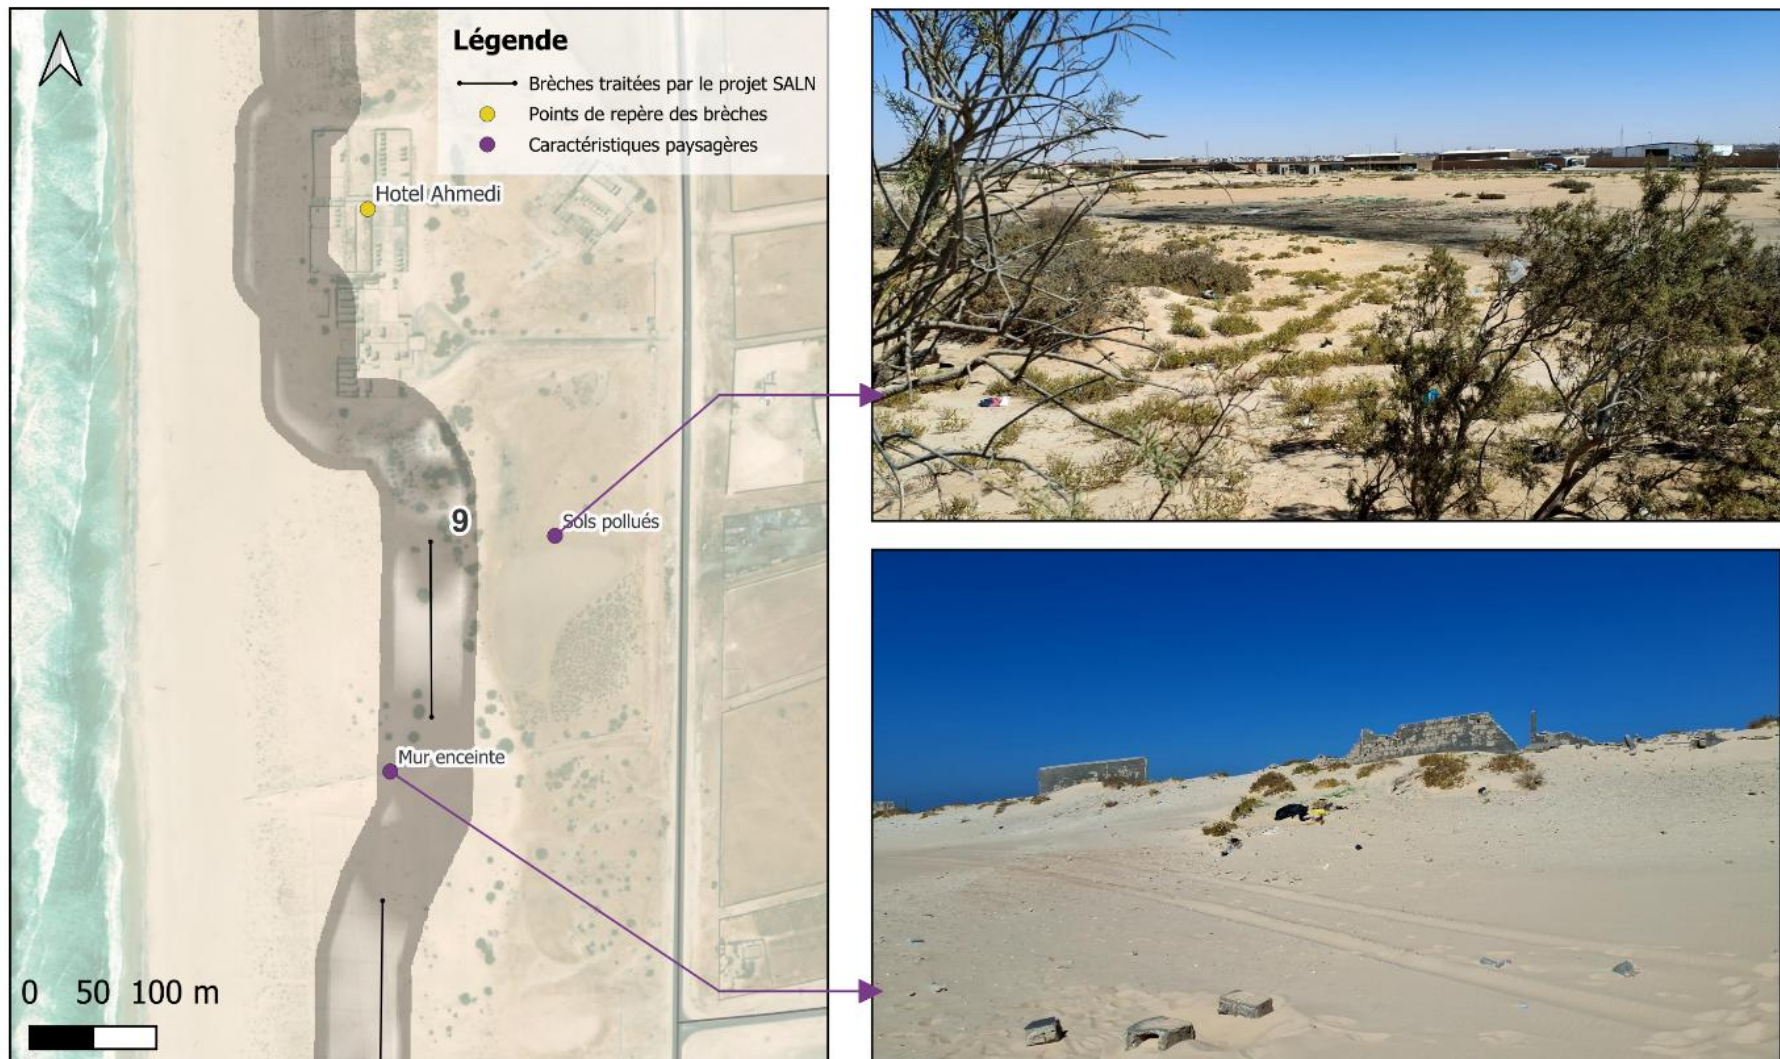 Légende
Brèches traitées par le projet SALN
Points de repère des brèches
Caractéristiques paysagères
Hotel Ahmedi
9
Sols pollués
Mur enceinte
0 50 100 m